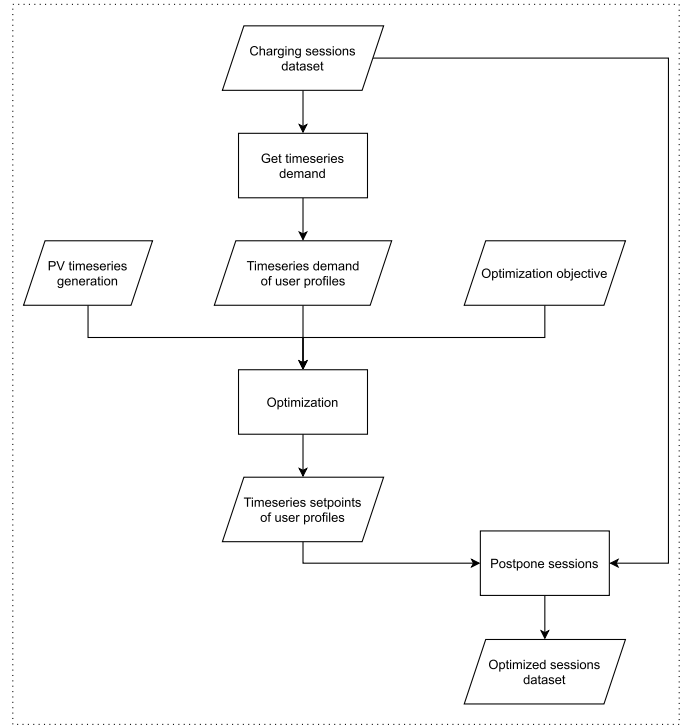 Charging sessions
dataset
Get timeseries
demand
PV timeseries
generation
Timeseries demand
of user profiles
Optimization objective
Optimization
Timeseries setpoints
of user profiles
Postpone sessions
Optimized sessions
dataset